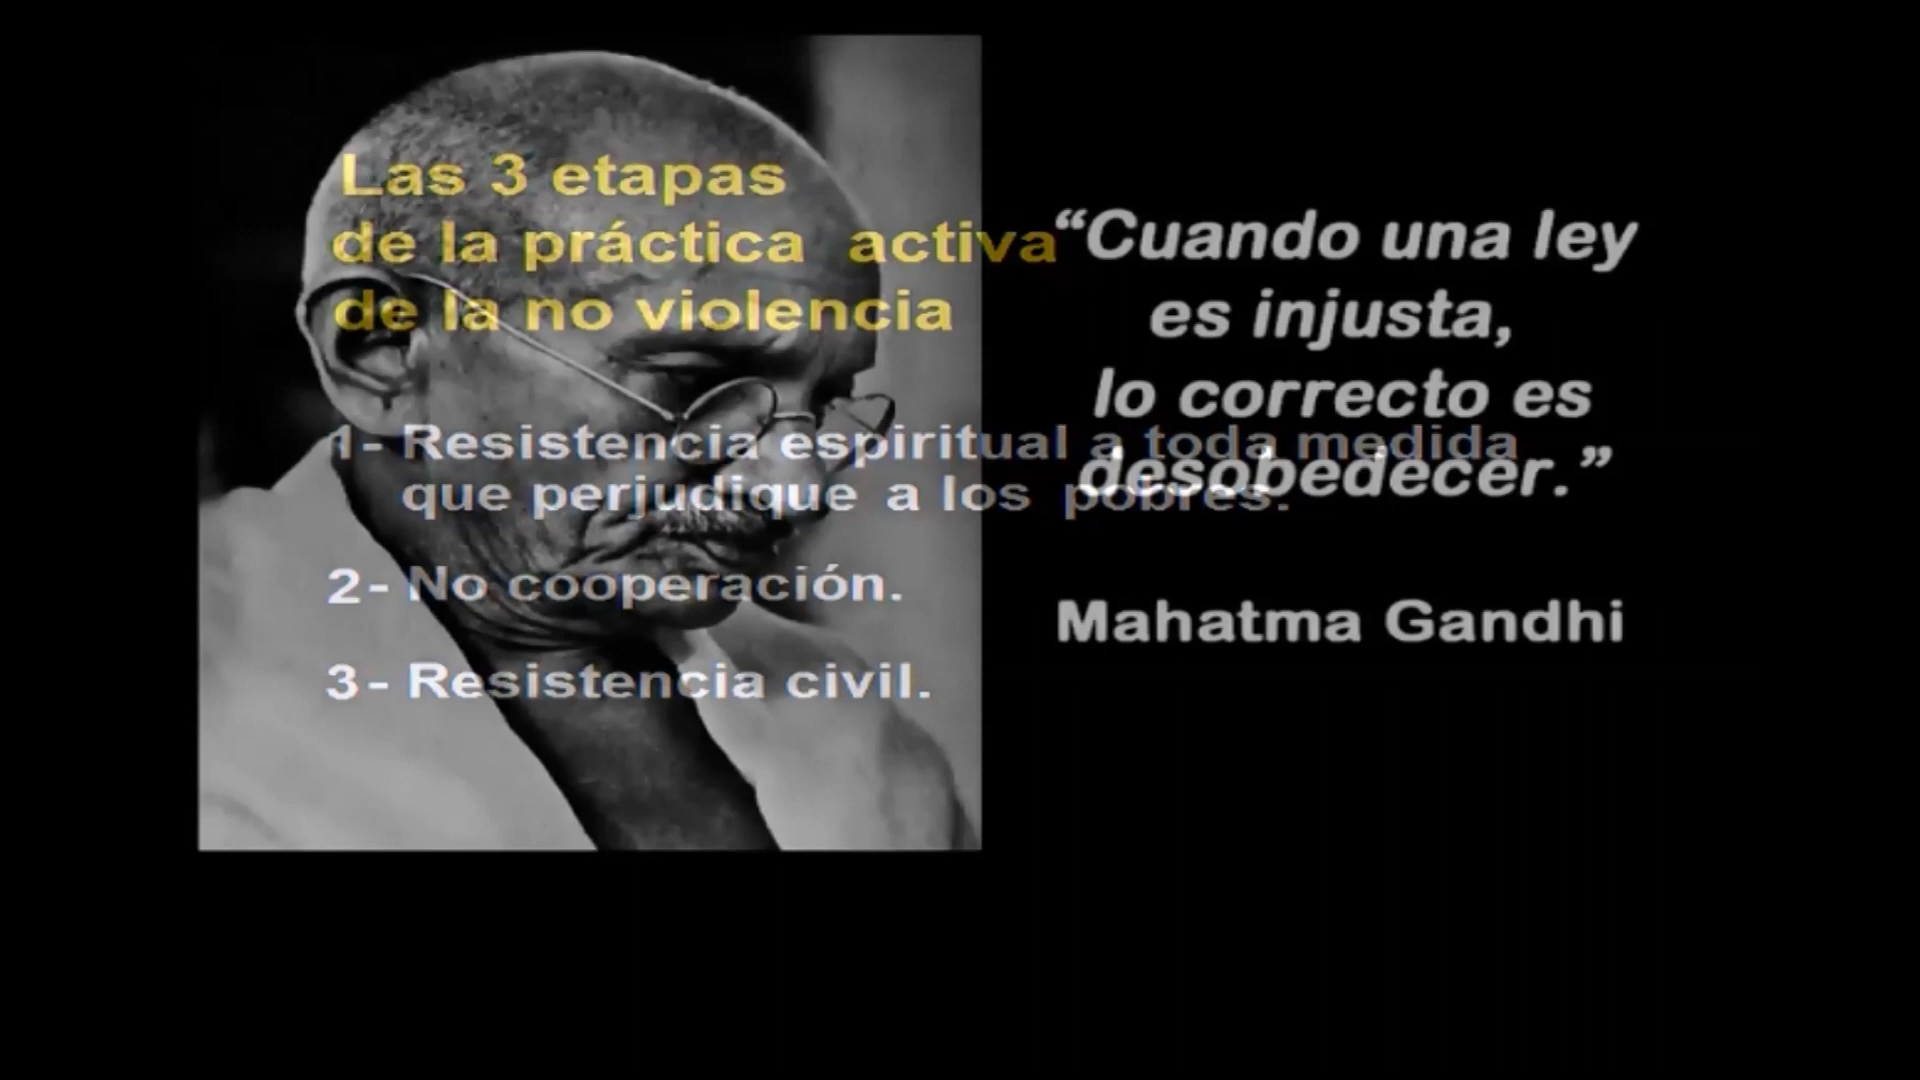 Las 3 etapas
de la práctica activa
de la no violencia
1- Resistencia espiritual a toda medida
que perjudique a los pobres.
2- No cooperación.
3- Resistencia civil.
“Cuando una ley
es injusta,
lo correcto es
desobedecer.”
Mahatma Gandhi